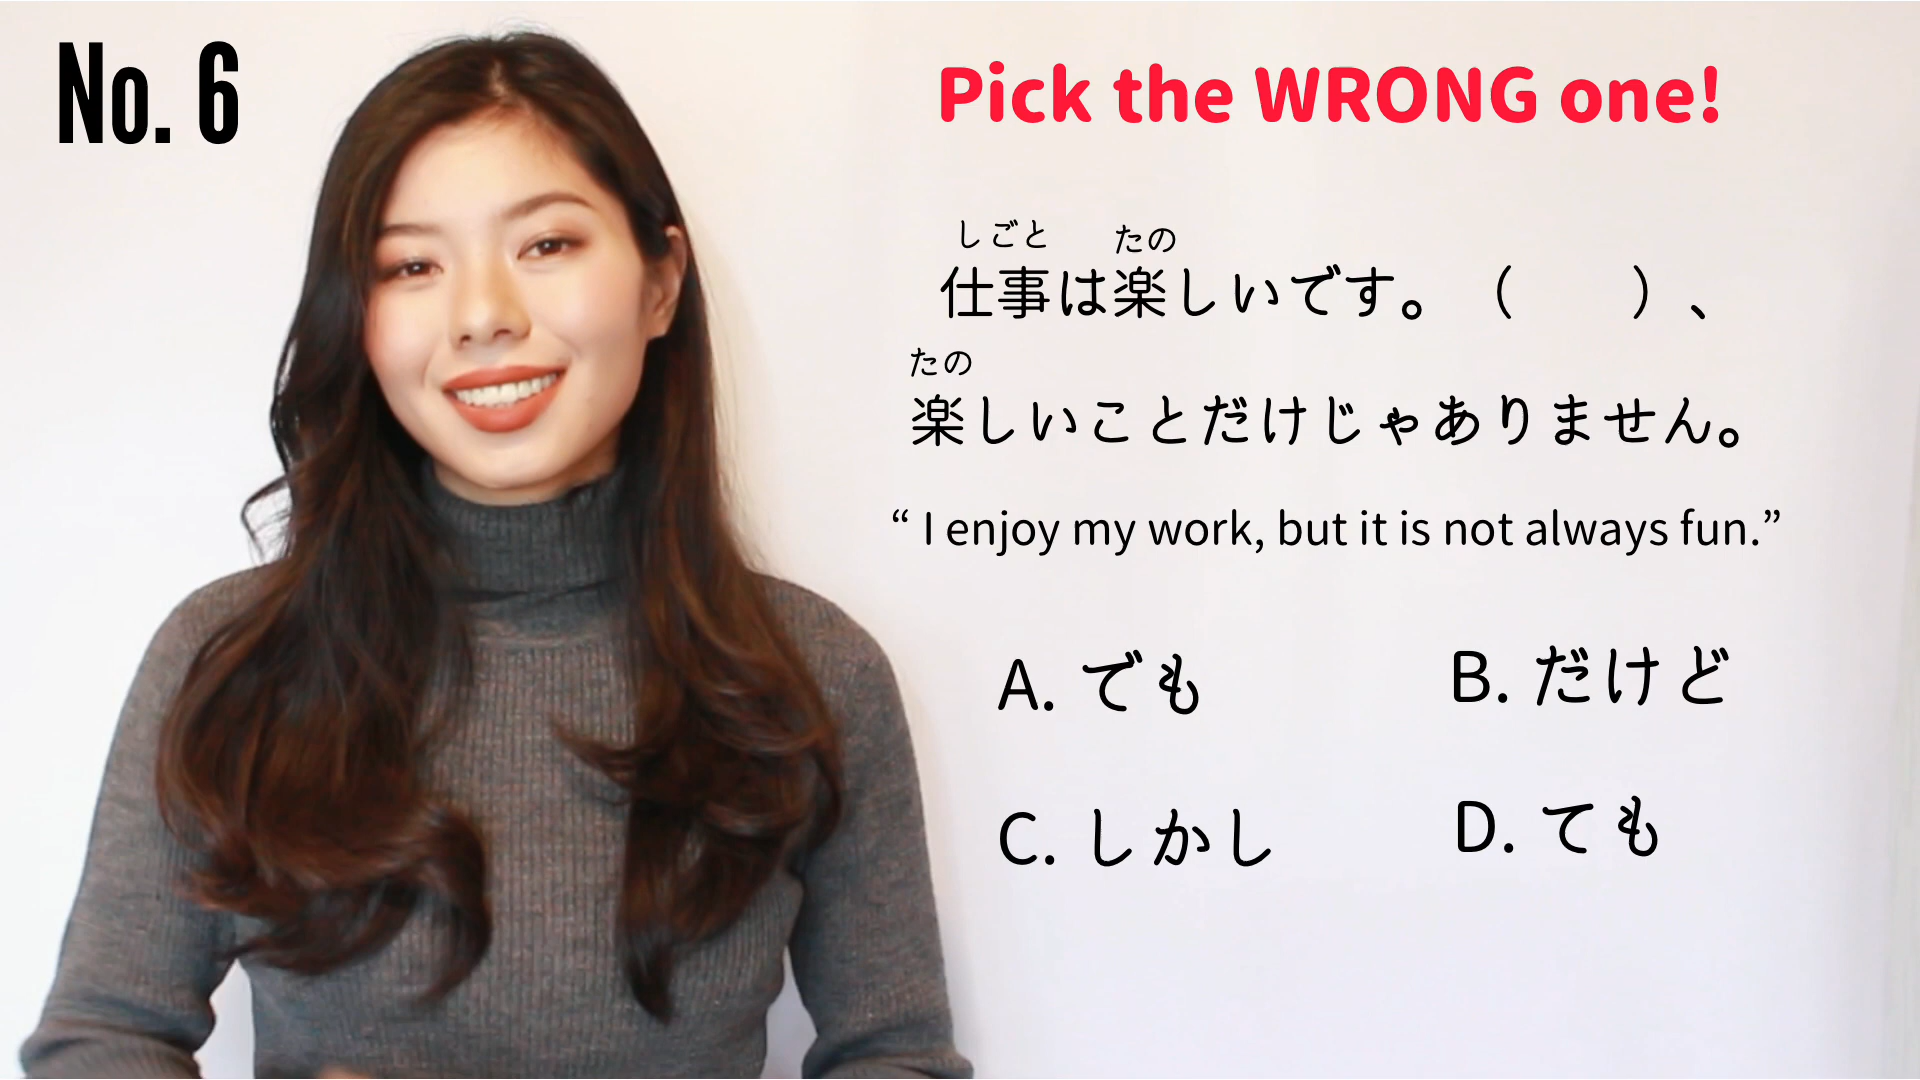 No. 6
Pick the WRONG one!
しごと たの
仕事は楽しいです。（　　）、
たの
楽しいことだけじゃありません。
“ I enjoy my work, but it is not always fun.”
A. でも
B. だけど
C. しかし
D. ても